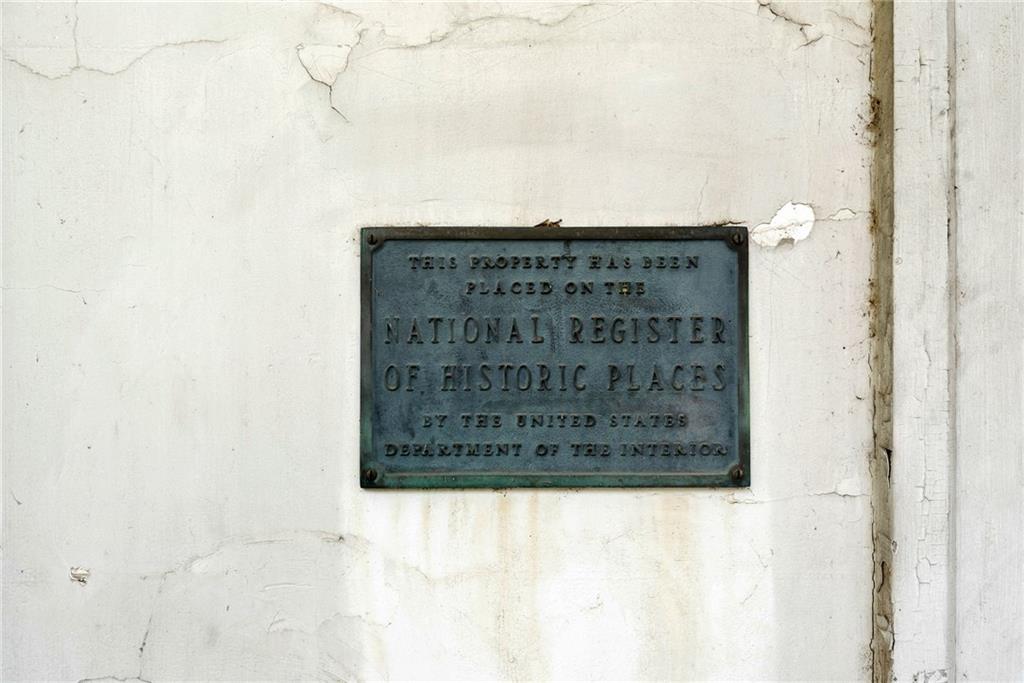 THIS PROPERTY HAS BEEN
PLACED ON THE
NATIONAL REGISTER
OF HISTORIC PLACES
BY THE UNITED STATES
DEPARTMENT OF THE INTERIOR